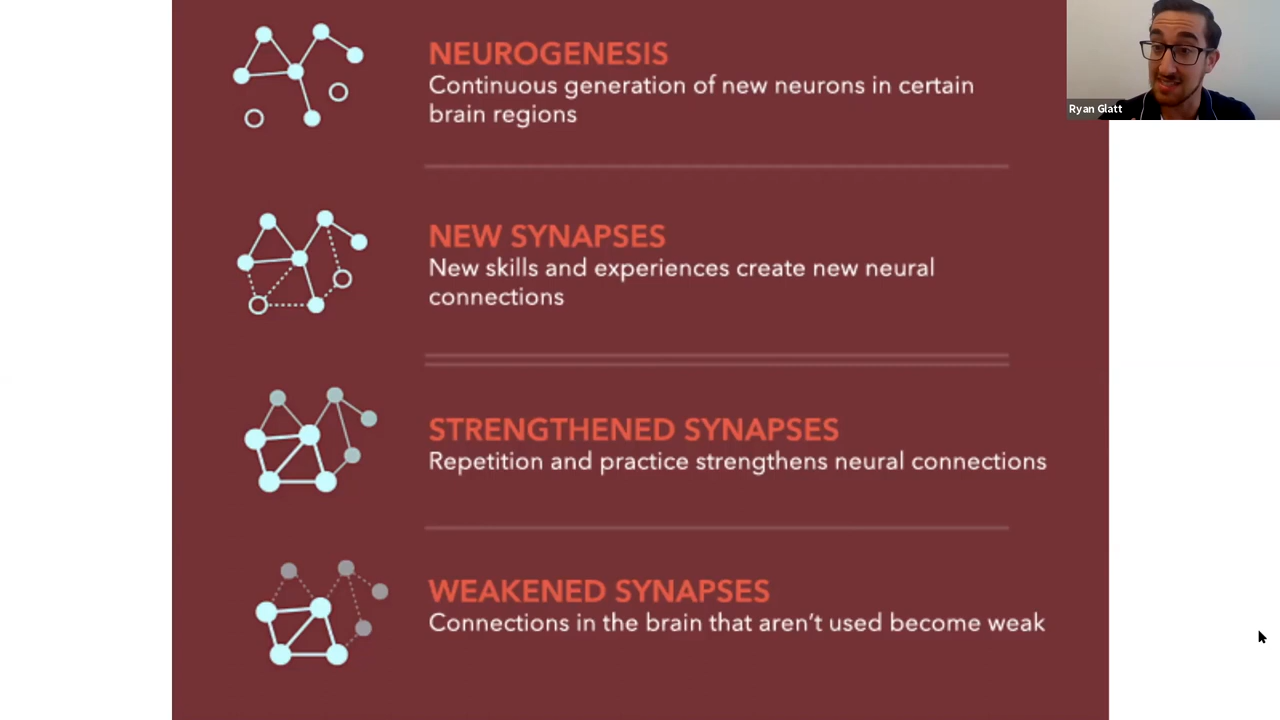 NEUROGENESIS
Continuous generation of new neurons in certain
brain regions
Ryan Glatt
NEW SYNAPSES
New skills and experiences create new neural
connections
STRENGTHENED SYNAPSES
Repetition and practice strengthens neural connections
WEAKENED SYNAPSES
Connections in the brain that aren't used become weak